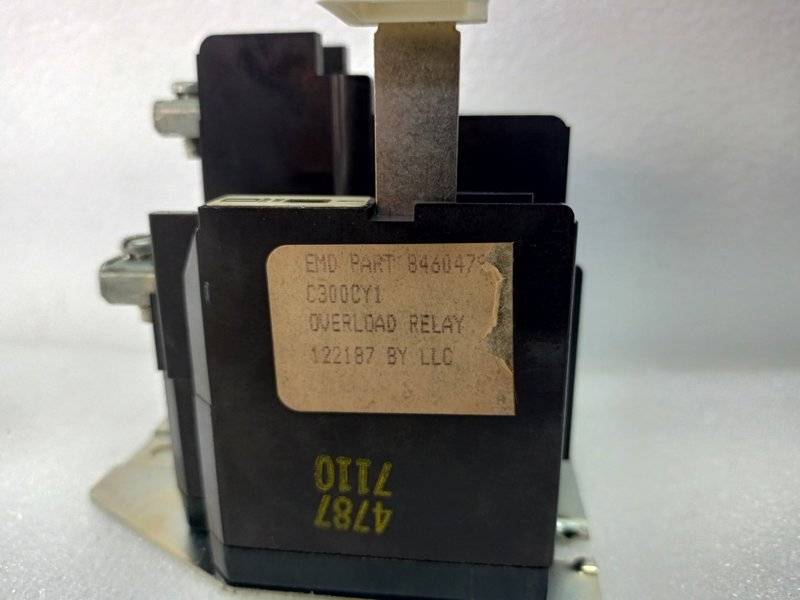 EMD PART 846047
C300CY1
OVERLOAD RELAY
122187 BY LLC
4787
7110